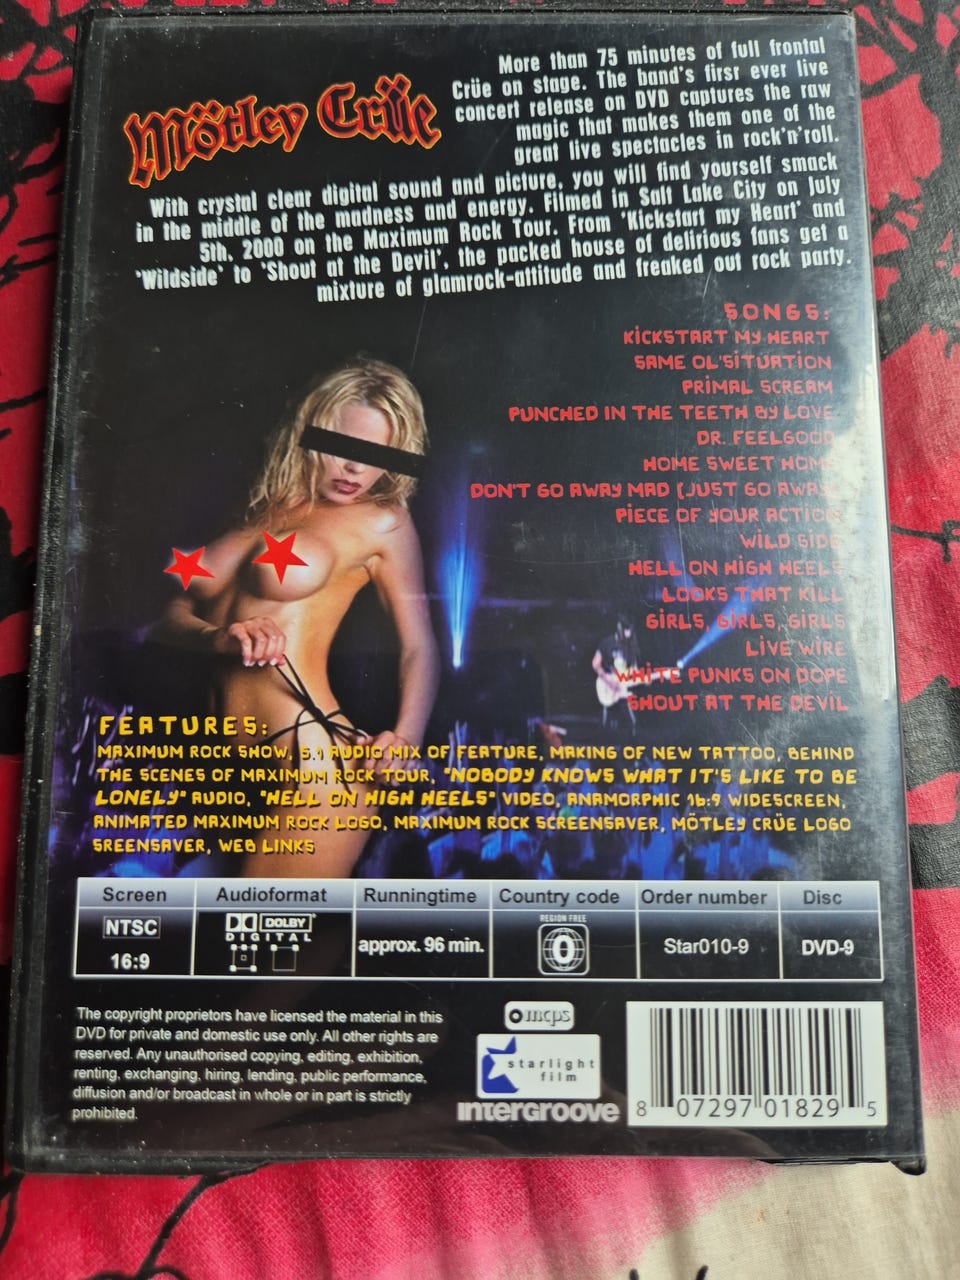 Mötley Crüe
More than 75 minutes of full frontal
Crüe on stage. The band's first ever live
concert release on DVD captures the raw
magic that makes them one of the
great live spectacles in rock'n'roll.
With crystal clear digital sound and picture, you will find yourself smack
in the middle of the madness and energy. Filmed in Salt Lake City on July
5th, 2000 on the Maximum Rock Tour. From 'Kickstart my Heart' and
'Wildside' to 'Shout at the Devil', the packed house of delirious fans get a
mixture of glamrock-attitude and freaked out rock party.
SONGS:
KICKSTART MY HEART
SAME OL'SITUATION
PRIMAL SCREAM
PUNCHED IN THE TEETH BY LOVE
DR. FEELGOOD
HOME SWEET HOME
DON'T GO AWAY MAD (JUST GO AWAY)
PIECE OF YOUR ACTION
WILD SIDE
HELL ON HIGH HEELS
LOOKS THAT KILL
GIRLS, GIRLS, GIRLS
LIVE WIRE
WHITE PUNKS ON DOPE
SHOUT AT THE DEVIL
FEATURES:
MAXIMUM ROCK SHOW, 5.1 AUDIO MIX OF FEATURE, MAKING OF NEW TATTOO, BEHIND
THE SCENES OF MAXIMUM ROCK TOUR, "NOBODY KNOWS WHAT IT'S LIKE TO BE
LONELY" AUDIO, "HELL ON HIGH HEELS" VIDEO, ANAMORPHIC 16:9 WIDESCREEN,
ANIMATED MAXIMUM ROCK LOGO, MAXIMUM ROCK SCREENSAVER, MÖTLEY CRÜE LOGO
SREENSAVER, WEB LINKS
Screen Audioformat Runningtime Country code Order number Disc
NTSC
16:9
DOLBY
DIGITAL
approx. 96 min.
REGION FREE
0
Star010-9
DVD-9
The copyright proprietors have licensed the material in this
DVD for private and domestic use only. All other rights are
reserved. Any unauthorised copying, editing, exhibition,
renting, exchanging, hiring, lending, public performance,
diffusion and/or broadcast in whole or in part is strictly
prohibited.
mcps
starlight
film
intergroove
8 07297 01829 5